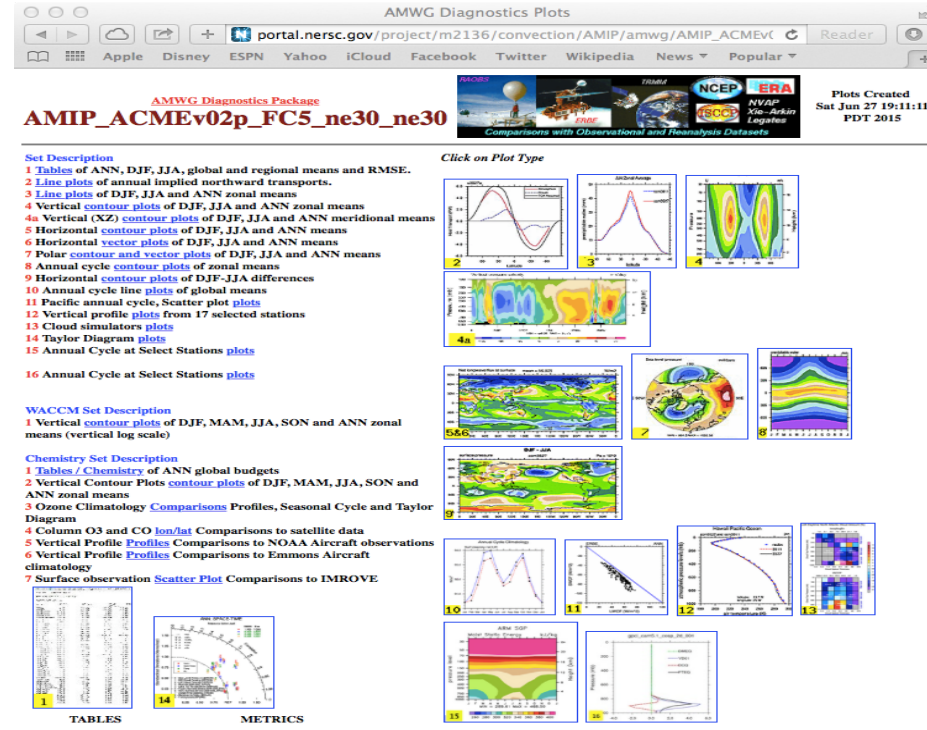 AMWG Diagnostics Plots
portal.nersc.gov/project/m2136/convection/AMIP/amwg/AMIP_ACMEv(
Reader
Apple Disney ESPN Yahoo iCloud Facebook Twitter Wikipedia News Popular
AMWG Diagnostics Package
AMIP_ACMEv02p_FC5_ne30_ne30
RAOBS
ERBE
TRMM
NCEP
ERA
ISCCP
NVAP
Xie-Arkin
Legates
Comparisons with Observational and Reanalysis Datasets
Plots Created
Sat Jun 27 19:11:11
PDT 2015
Set Description
1 Tables of ANN, DJF, JJA, global and regional means and RMSE.
2 Line plots of annual implied northward transports.
3 Line plots of DJF, JJA and ANN zonal means
4 Vertical contour plots of DJF, JJA and ANN zonal means
4a Vertical (XZ) contour plots of DJF, JJA and ANN meridional means
5 Horizontal contour plots of DJF, JJA and ANN means
6 Horizontal vector plots of DJF, JJA and ANN means
7 Polar contour and vector plots of DJF, JJA and ANN means
8 Annual cycle contour plots of zonal means
9 Horizontal contour plots of DJF-JJA differences
10 Annual cycle line plots of global means
11 Pacific annual cycle, Scatter plot plots
12 Vertical profile plots from 17 selected stations
13 Cloud simulators plots
14 Taylor Diagram plots
15 Annual Cycle at Select Stations plots
16 Annual Cycle at Select Stations plots
WACCM Set Description
1 Vertical contour plots of DJF, MAM, JJA, SON and ANN zonal
means (vertical log scale)
Chemistry Set Description
1 Tables / Chemistry of ANN global budgets
2 Vertical Contour Plots contour plots of DJF, MAM, JJA, SON and
ANN zonal means
3 Ozone Climatology Comparisons Profiles, Seasonal Cycle and Taylor
Diagram
4 Column O3 and CO lon/lat Comparisons to satellite data
5 Vertical Profile Profiles Comparisons to NOAA Aircraft observations
6 Vertical Profile Profiles Comparisons to Emmons Aircraft
climatology
7 Surface observation Scatter Plot Comparisons to IMROVE
1
14
TABLES
METRICS
Click on Plot Type
2
3
4
4a
5&6
7
8
9
10
11
12
13
15
16